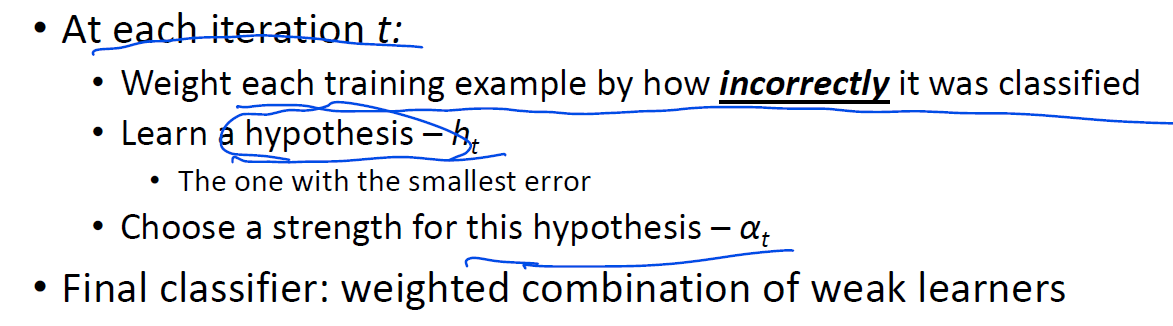 • At each iteration t:
• Weight each training example by how incorrectly it was classified
• Learn a hypothesis – hₜ
• The one with the smallest error
• Choose a strength for this hypothesis – αₜ
• Final classifier: weighted combination of weak learners